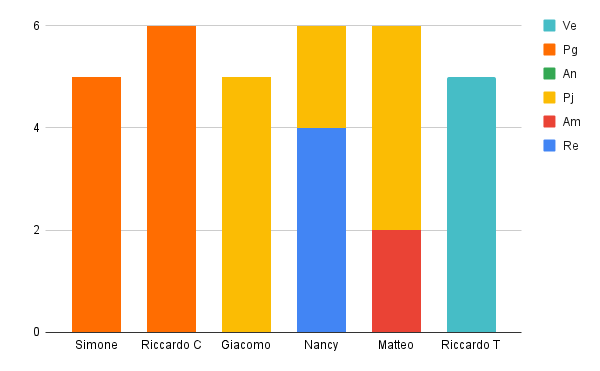 6
4
2
0
Simone
Riccardo C
Giacomo
Nancy
Matteo
Riccardo T
Ve
Pg
An
Pj
Am
Re